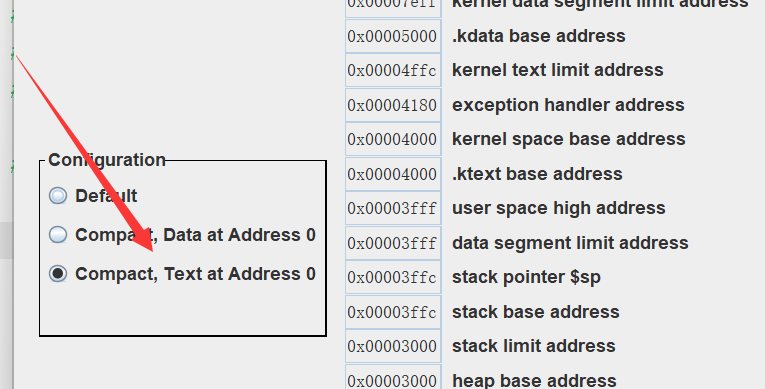 0x00007eff kernel data segment limit address
0x00005000 .kdata base address
0x00004ffc kernel text limit address
0x00004180 exception handler address
0x00004000 kernel space base address
0x00004000 .ktext base address
0x00003fff user space high address
0x00003fff data segment limit address
0x00003ffc stack pointer $sp
0x00003ffc stack base address
0x00003000 stack limit address
0x00003000 heap base address
Configuration
Default
Compact, Data at Address 0
Compact, Text at Address 0